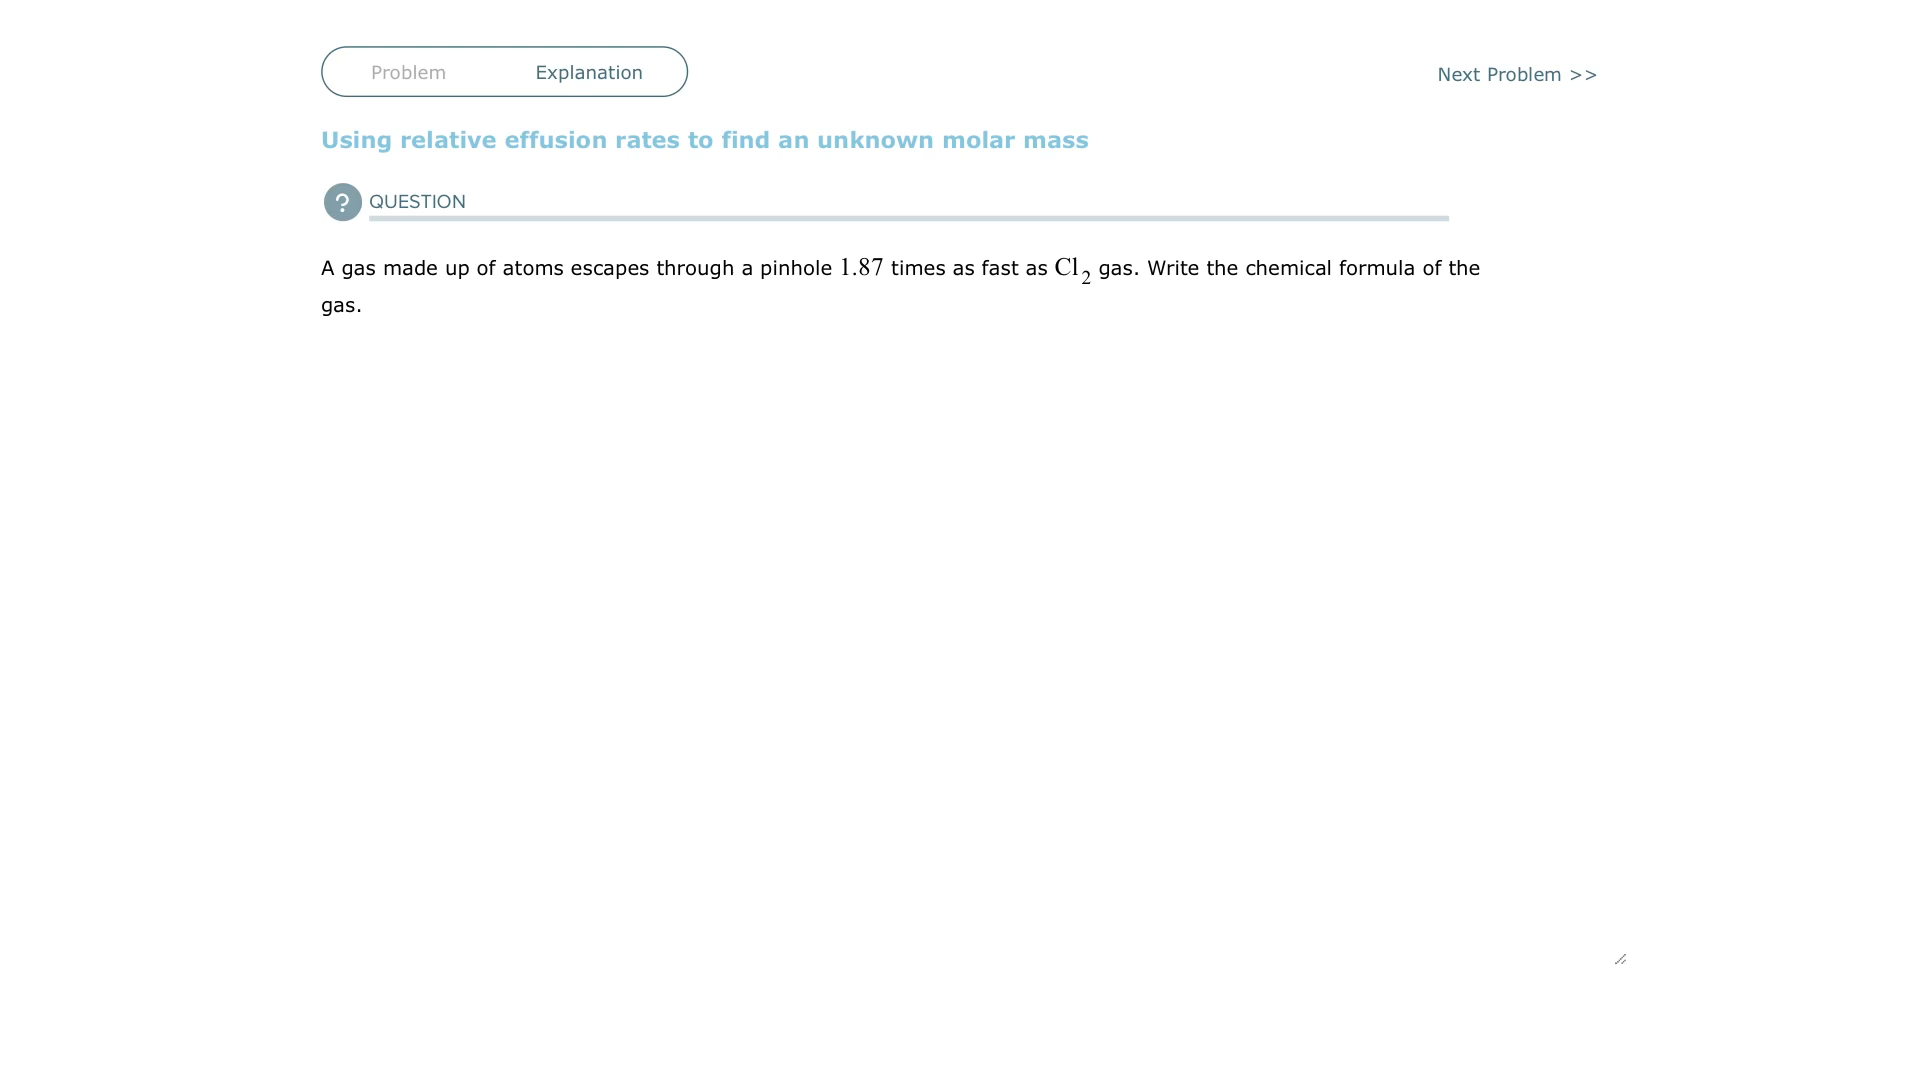 Problem Explanation Next Problem >>
Using relative effusion rates to find an unknown molar mass
? QUESTION
A gas made up of atoms escapes through a pinhole 1.87 times as fast as Cl₂ gas. Write the chemical formula of the
gas.